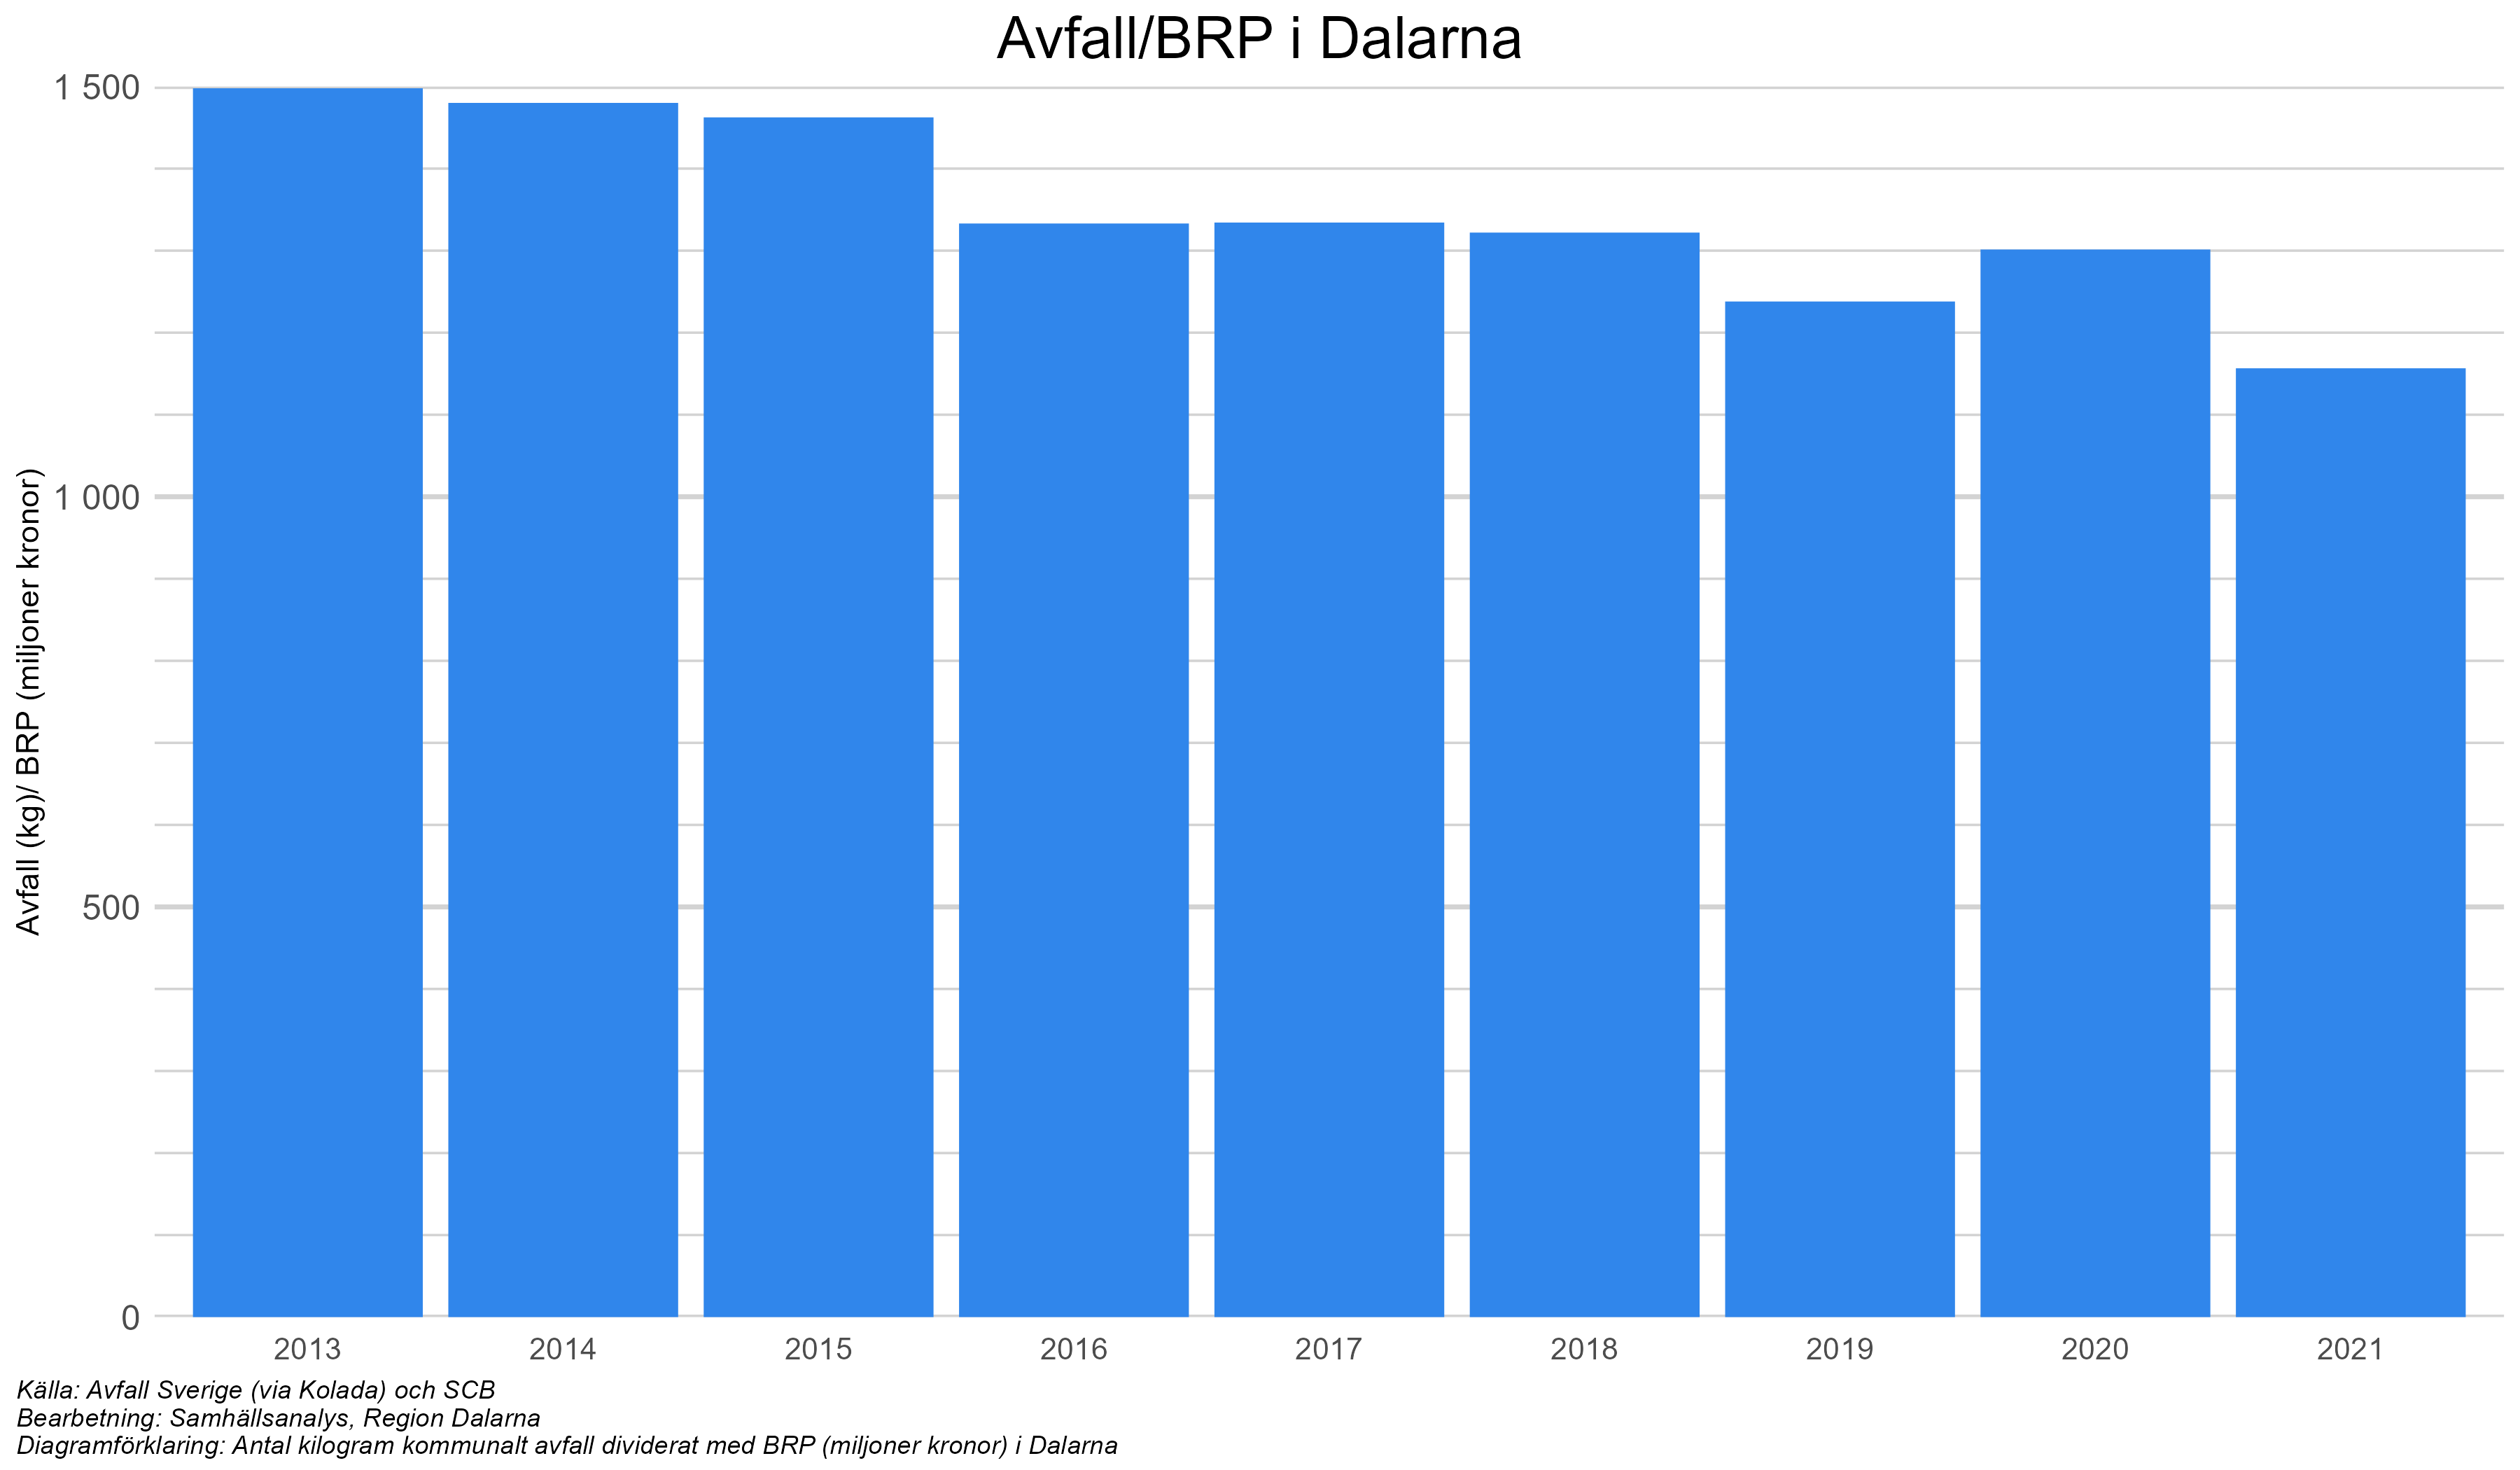 Avfall/BRP i Dalarna
Avfall (kg)/ BRP (miljoner kronor)
1 500
1 000
500
0
2013 2014 2015 2016 2017 2018 2019 2020 2021
Källa: Avfall Sverige (via Kolada) och SCB
Bearbetning: Samhällsanalys, Region Dalarna
Diagramförklaring: Antal kilogram kommunalt avfall dividerat med BRP (miljoner kronor) i Dalarna